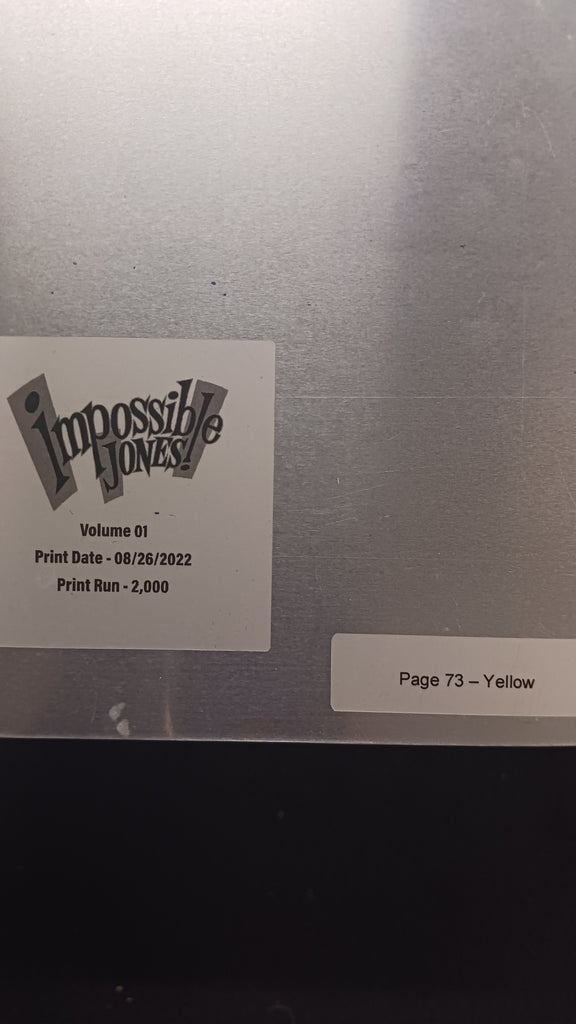 impossible
JONES!
Volume 01
Print Date - 08/26/2022
Print Run - 2,000
Page 73 – Yellow